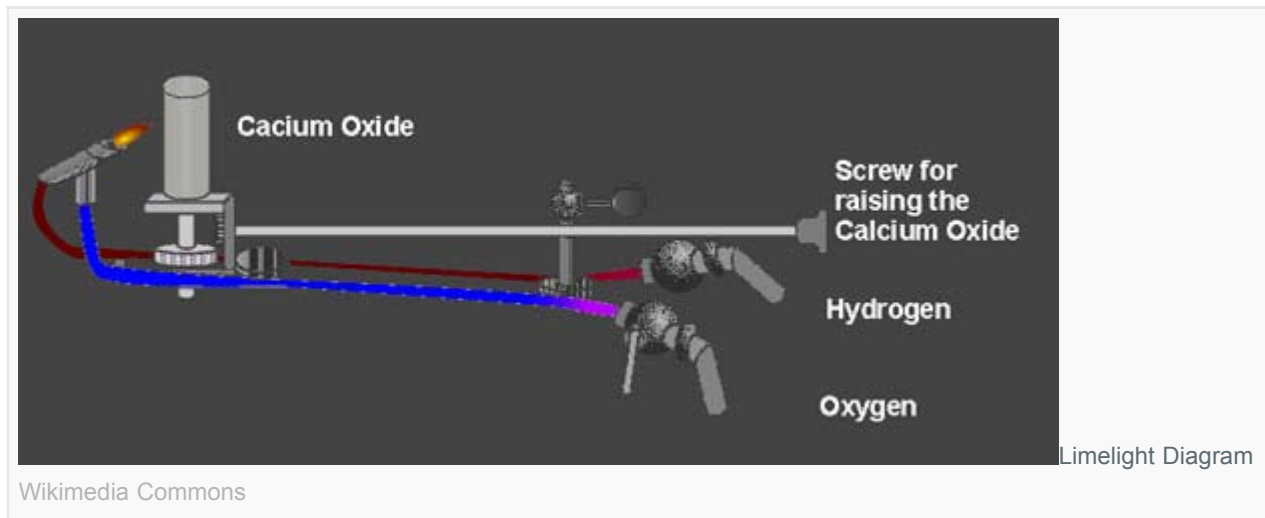 Cacium Oxide
Screw for
raising the
Calcium Oxide
Hydrogen
Oxygen
Limelight Diagram
Wikimedia Commons